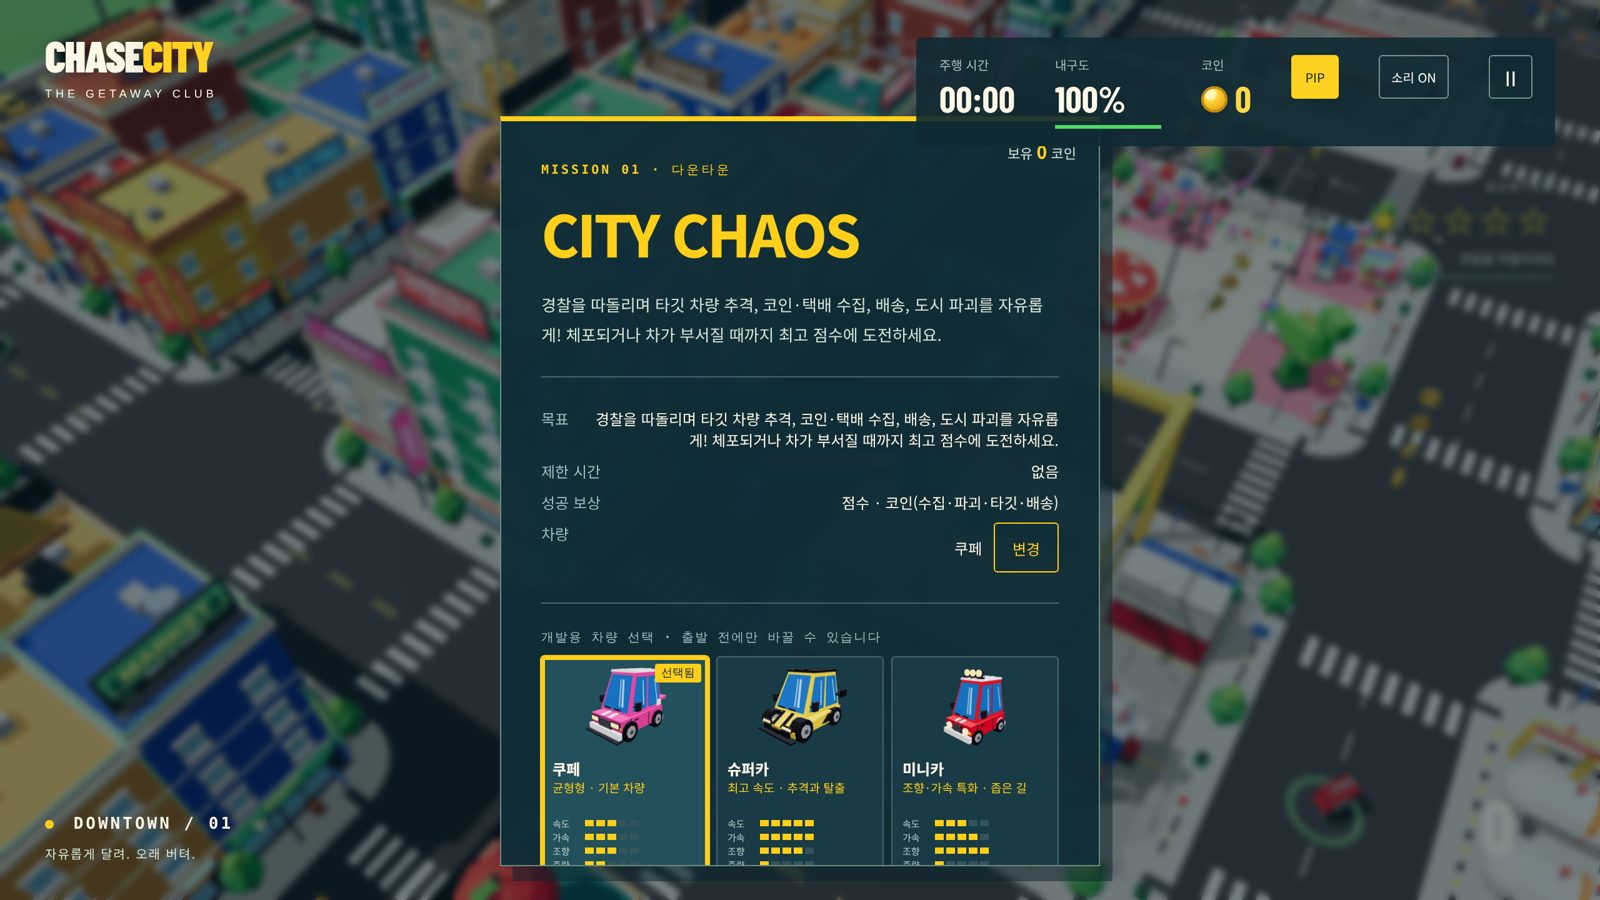 CHASECITY
THE GETAWAY CLUB
주행 시간
00:00
내구도
100%
코인
0
PIP
소리 ON
보유 0 코인
MISSION 01 · 다운타운
CITY CHAOS
경찰을 따돌리며 타깃 차량 추격, 코인·택배 수집, 배송, 도시 파괴를 자유롭
게! 체포되거나 차가 부서질 때까지 최고 점수에 도전하세요.
목표
경찰을 따돌리며 타깃 차량 추격, 코인·택배 수집, 배송, 도시 파괴를 자유롭
게! 체포되거나 차가 부서질 때까지 최고 점수에 도전하세요.
제한 시간
없음
성공 보상
점수 · 코인(수집·파괴·타깃·배송)
차량
쿠페
변경
개발용 차량 선택 · 출발 전에만 바꿀 수 있습니다
선택됨
쿠페
균형형 · 기본 차량
속도
가속
조향
중량
슈퍼카
최고 속도 · 추격과 탈출
속도
가속
조향
중량
미니카
조향·가속 특화 · 좁은 길
속도
가속
조향
중량
MARKET
DOWNTOWN / 01
자유롭게 달려. 오래 버텨.